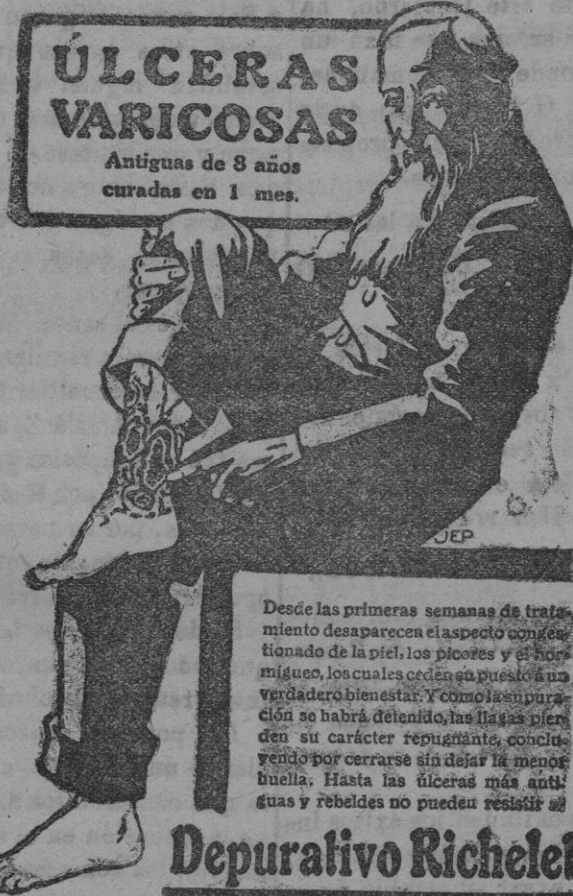 ÚLCERAS
VARICOSAS
Antiguas de 8 años
curadas en 1 mes.
JEP
Desde las primeras semanas de trata-
miento desaparecen el aspecto conges-
tionado de la piel, los picores y el hor-
migueo, los cuales ceden su puesto á un
verdadero bienestar. Y como la supura-
ción se habrá detenido, las llagas pier-
den su carácter repugnante, conclu-
yendo por cerrarse sin dejar la menor
huella. Hasta las úlceras más anti-
guas y rebeldes no pueden resistir al
Depurativo Richelet